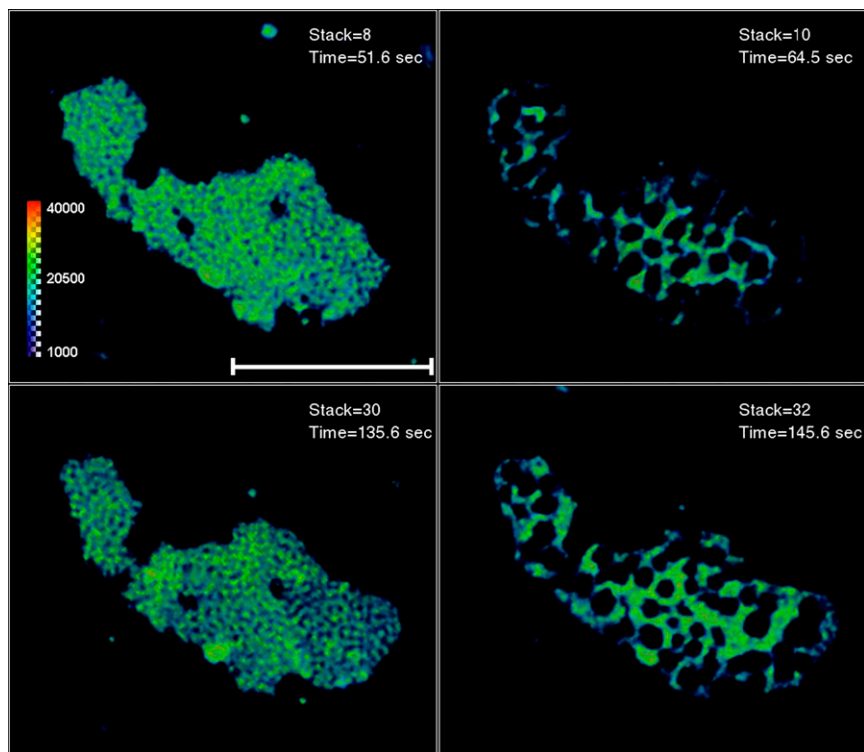 Stack=8
Time=51.6 sec
Stack=10
Time=64.5 sec
40000
20500
1000
Stack=30
Time=135.6 sec
Stack=32
Time=145.6 sec